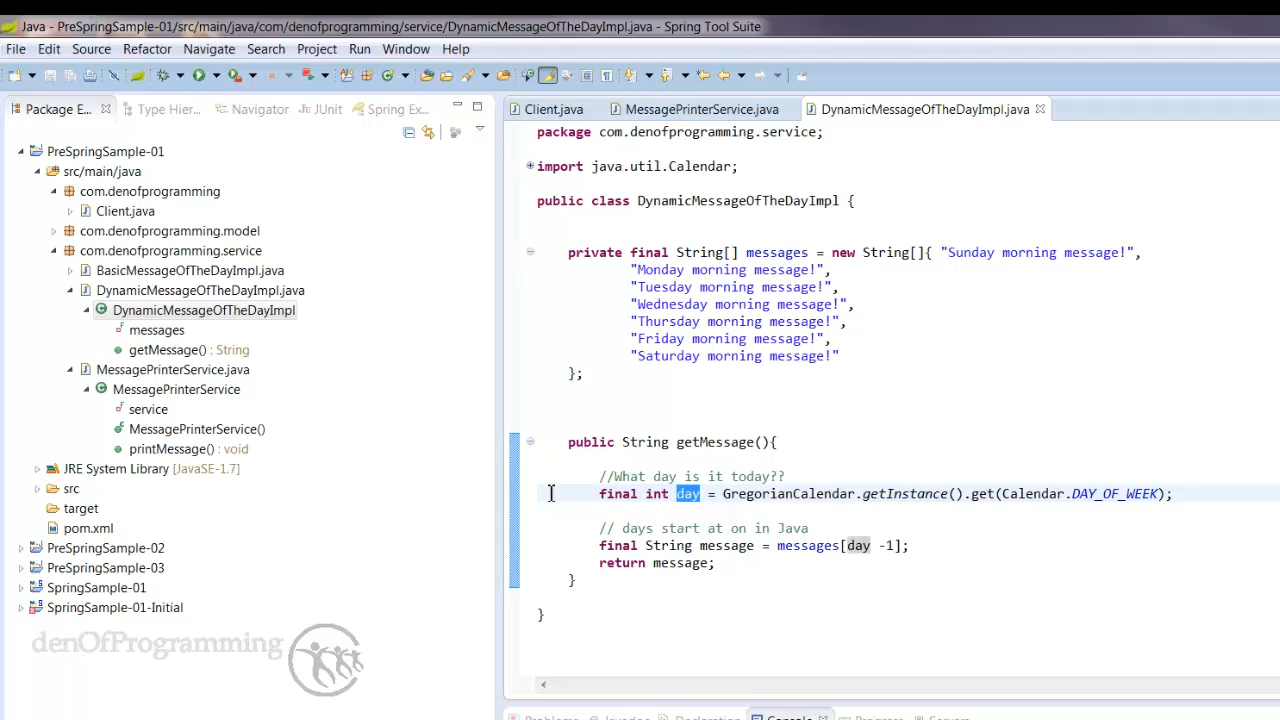 Java - PreSpringSample-01/src/main/java/com/denofprogramming/service/DynamicMessageOfTheDayImpl.java - Spring Tool Suite
File Edit Source Refactor Navigate Search Project Run Window Help
Package E... Type Hier... Navigator JUnit Spring Ex...
Client.java MessagePrinterService.java DynamicMessageOfTheDayImpl.java
PreSpringSample-01
src/main/java
com.denofprogramming
Client.java
com.denofprogramming.model
com.denofprogramming.service
BasicMessageOfTheDayImpl.java
DynamicMessageOfTheDayImpl.java
DynamicMessageOfTheDayImpl
messages
getMessage() : String
MessagePrinterService.java
MessagePrinterService
service
MessagePrinterService()
printMessage() : void
JRE System Library [JavaSE-1.7]
src
target
pom.xml
PreSpringSample-02
PreSpringSample-03
SpringSample-01
SpringSample-01-Initial
denOfProgramming
package com.denofprogramming.service;
import java.util.Calendar;
public class DynamicMessageOfTheDayImpl {
private final String[] messages = new String[]{ "Sunday morning message!",
"Monday morning message!",
"Tuesday morning message!",
"Wednesday morning message!",
"Thursday morning message!",
"Friday morning message!",
"Saturday morning message!"
};
public String getMessage(){
//What day is it today??
final int day = GregorianCalendar.getInstance().get(Calendar.DAY_OF_WEEK);
// days start at on in Java
final String message = messages[day -1];
return message;
}
}
Problems Javadoc Declaration Console Progress Servers